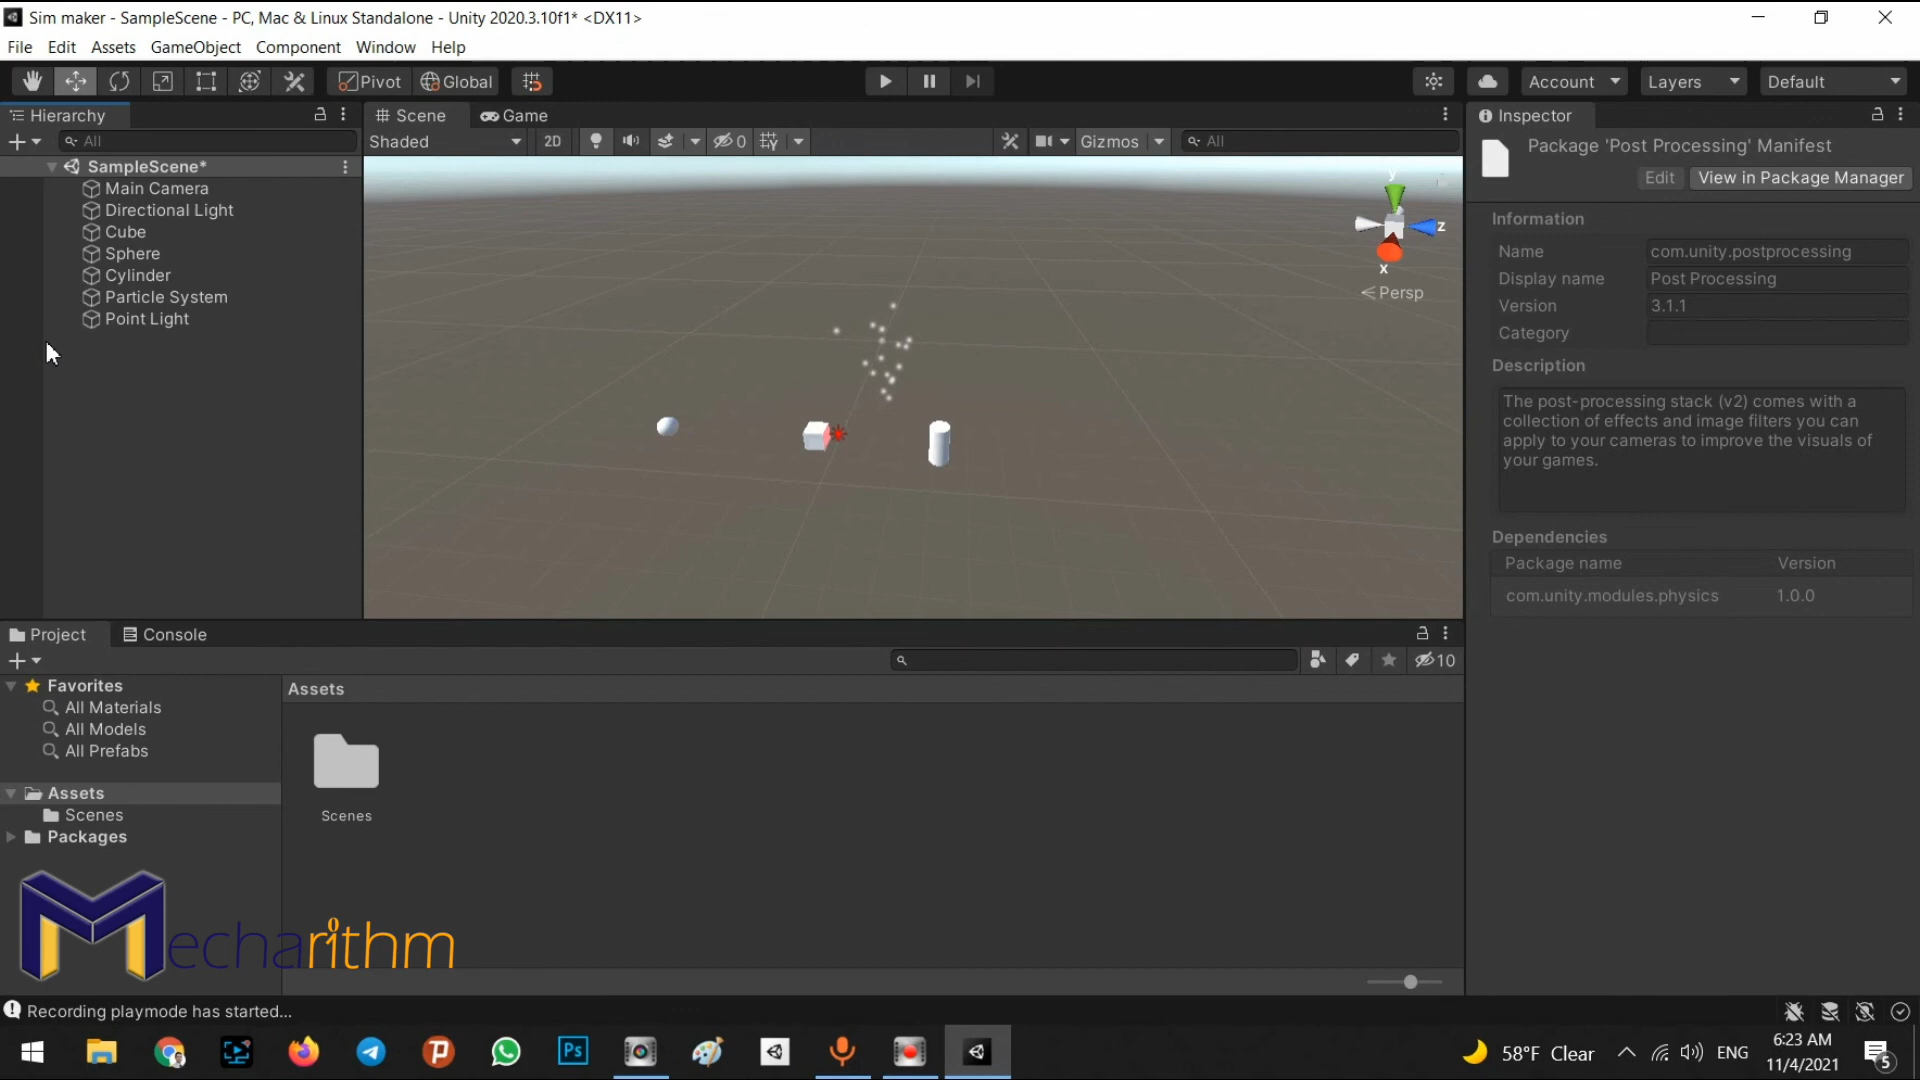 Sim maker - SampleScene - PC, Mac & Linux Standalone - Unity 2020.3.10f1* <DX11>
File Edit Assets GameObject Component Window Help
Pivot Global Account Layers Default
Hierarchy
All
SampleScene*
Main Camera
Directional Light
Cube
Sphere
Cylinder
Particle System
Point Light
Scene Game
Shaded 2D 0 Gizmos All
y
z
x
Persp
Inspector
Package 'Post Processing' Manifest
Edit View in Package Manager
Information
Name com.unity.postprocessing
Display name Post Processing
Version 3.1.1
Category
Description
The post-processing stack (v2) comes with a
collection of effects and image filters you can
apply to your cameras to improve the visuals of
your games.
Dependencies
Package name Version
com.unity.modules.physics 1.0.0
Project Console
10
Favorites
All Materials
All Models
All Prefabs
Assets
Scenes
Packages
Assets
Scenes
Mecharithm
Recording playmode has started...
Ps
58°F Clear
ENG
6:23 AM
11/4/2021
5